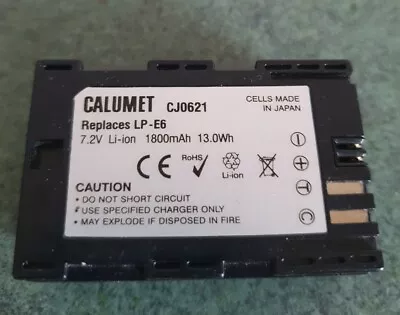 CALUMET CJ0621
Replaces LP-E6
7.2V Li-ion 1800mAh 13.0Wh
CELLS MADE
IN JAPAN
CE RoHS Li-ion
CAUTION
• DO NOT SHORT CIRCUIT
• USE SPECIFIED CHARGER ONLY
• MAY EXPLODE IF DISPOSED IN FIRE
T